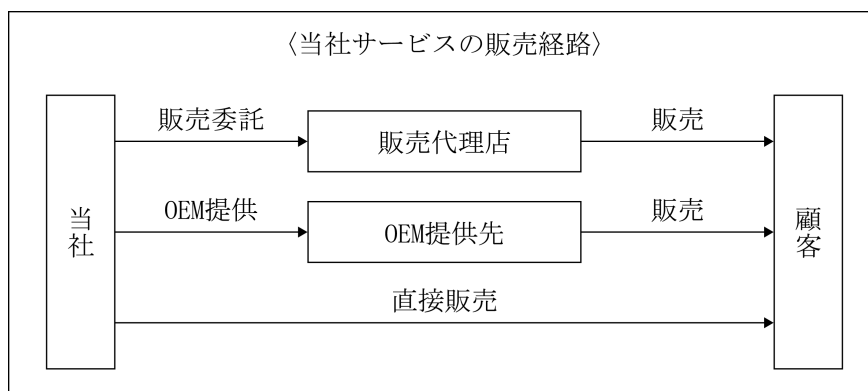 〈当社サービスの販売経路〉
当社
販売委託
販売代理店
販売
OEM提供
OEM提供先
販売
直接販売
顧客